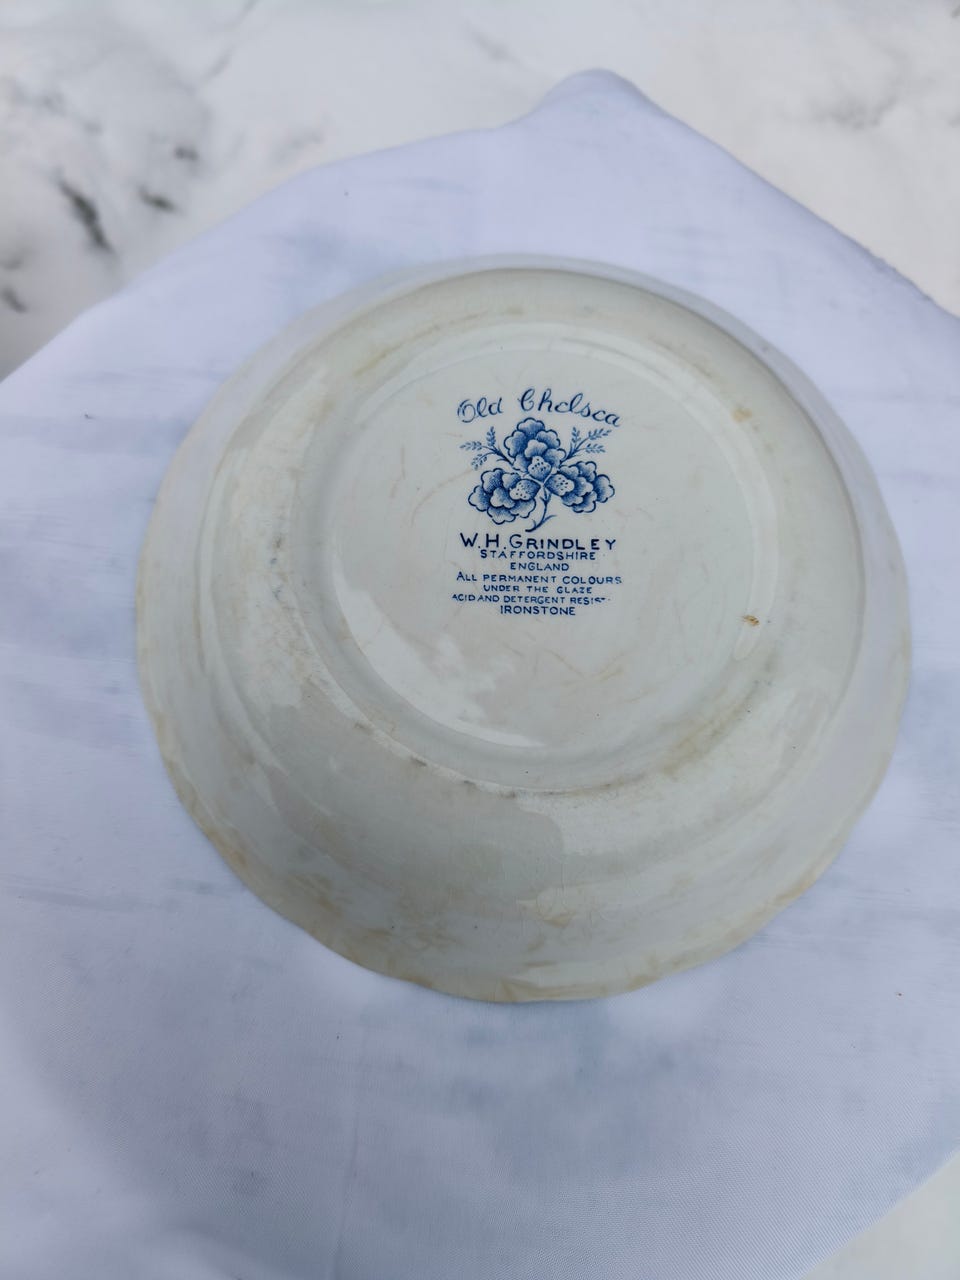 Old Chelsea
W.H. GRINDLEY
STAFFORDSHIRE
ENGLAND
ALL PERMANENT COLOURS
UNDER THE GLAZE
ACID AND DETERGENT RESIST
IRONSTONE